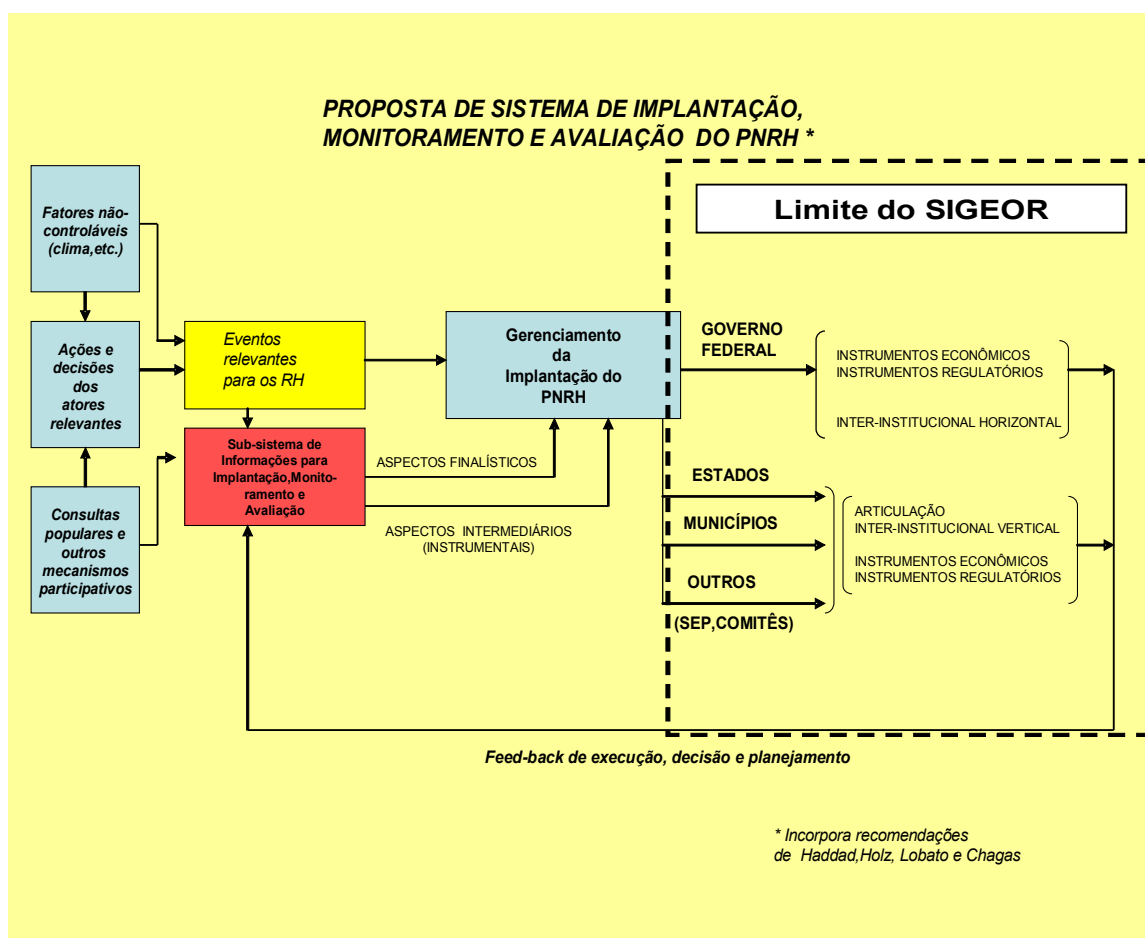 PROPOSTA DE SISTEMA DE IMPLANTAÇÃO,
MONITORAMENTO E AVALIAÇÃO DO PNRH *
Limite do SIGEOR
Fatores não-
controláveis
(clima,etc.)
Ações e
decisões
dos
atores
relevantes
Consultas
populares e
outros
mecanismos
participativos
Eventos
relevantes
para os RH
Sub-sistema de
Informações para
Implantação,Monito-
ramento e
Avaliação
ASPECTOS FINALÍSTICOS
ASPECTOS INTERMEDIÁRIOS
(INSTRUMENTAIS)
Gerenciamento
da
Implantação do
PNRH
GOVERNO
FEDERAL
INSTRUMENTOS ECONÔMICOS
INSTRUMENTOS REGULATÓRIOS
INTER-INSTITUCIONAL HORIZONTAL
ESTADOS
MUNICÍPIOS
OUTROS
(SEP,COMITÊS)
ARTICULAÇÃO
INTER-INSTITUCIONAL VERTICAL
INSTRUMENTOS ECONÔMICOS
INSTRUMENTOS REGULATÓRIOS
Feed-back de execução, decisão e planejamento
* Incorpora recomendações
de Haddad,Holz, Lobato e Chagas